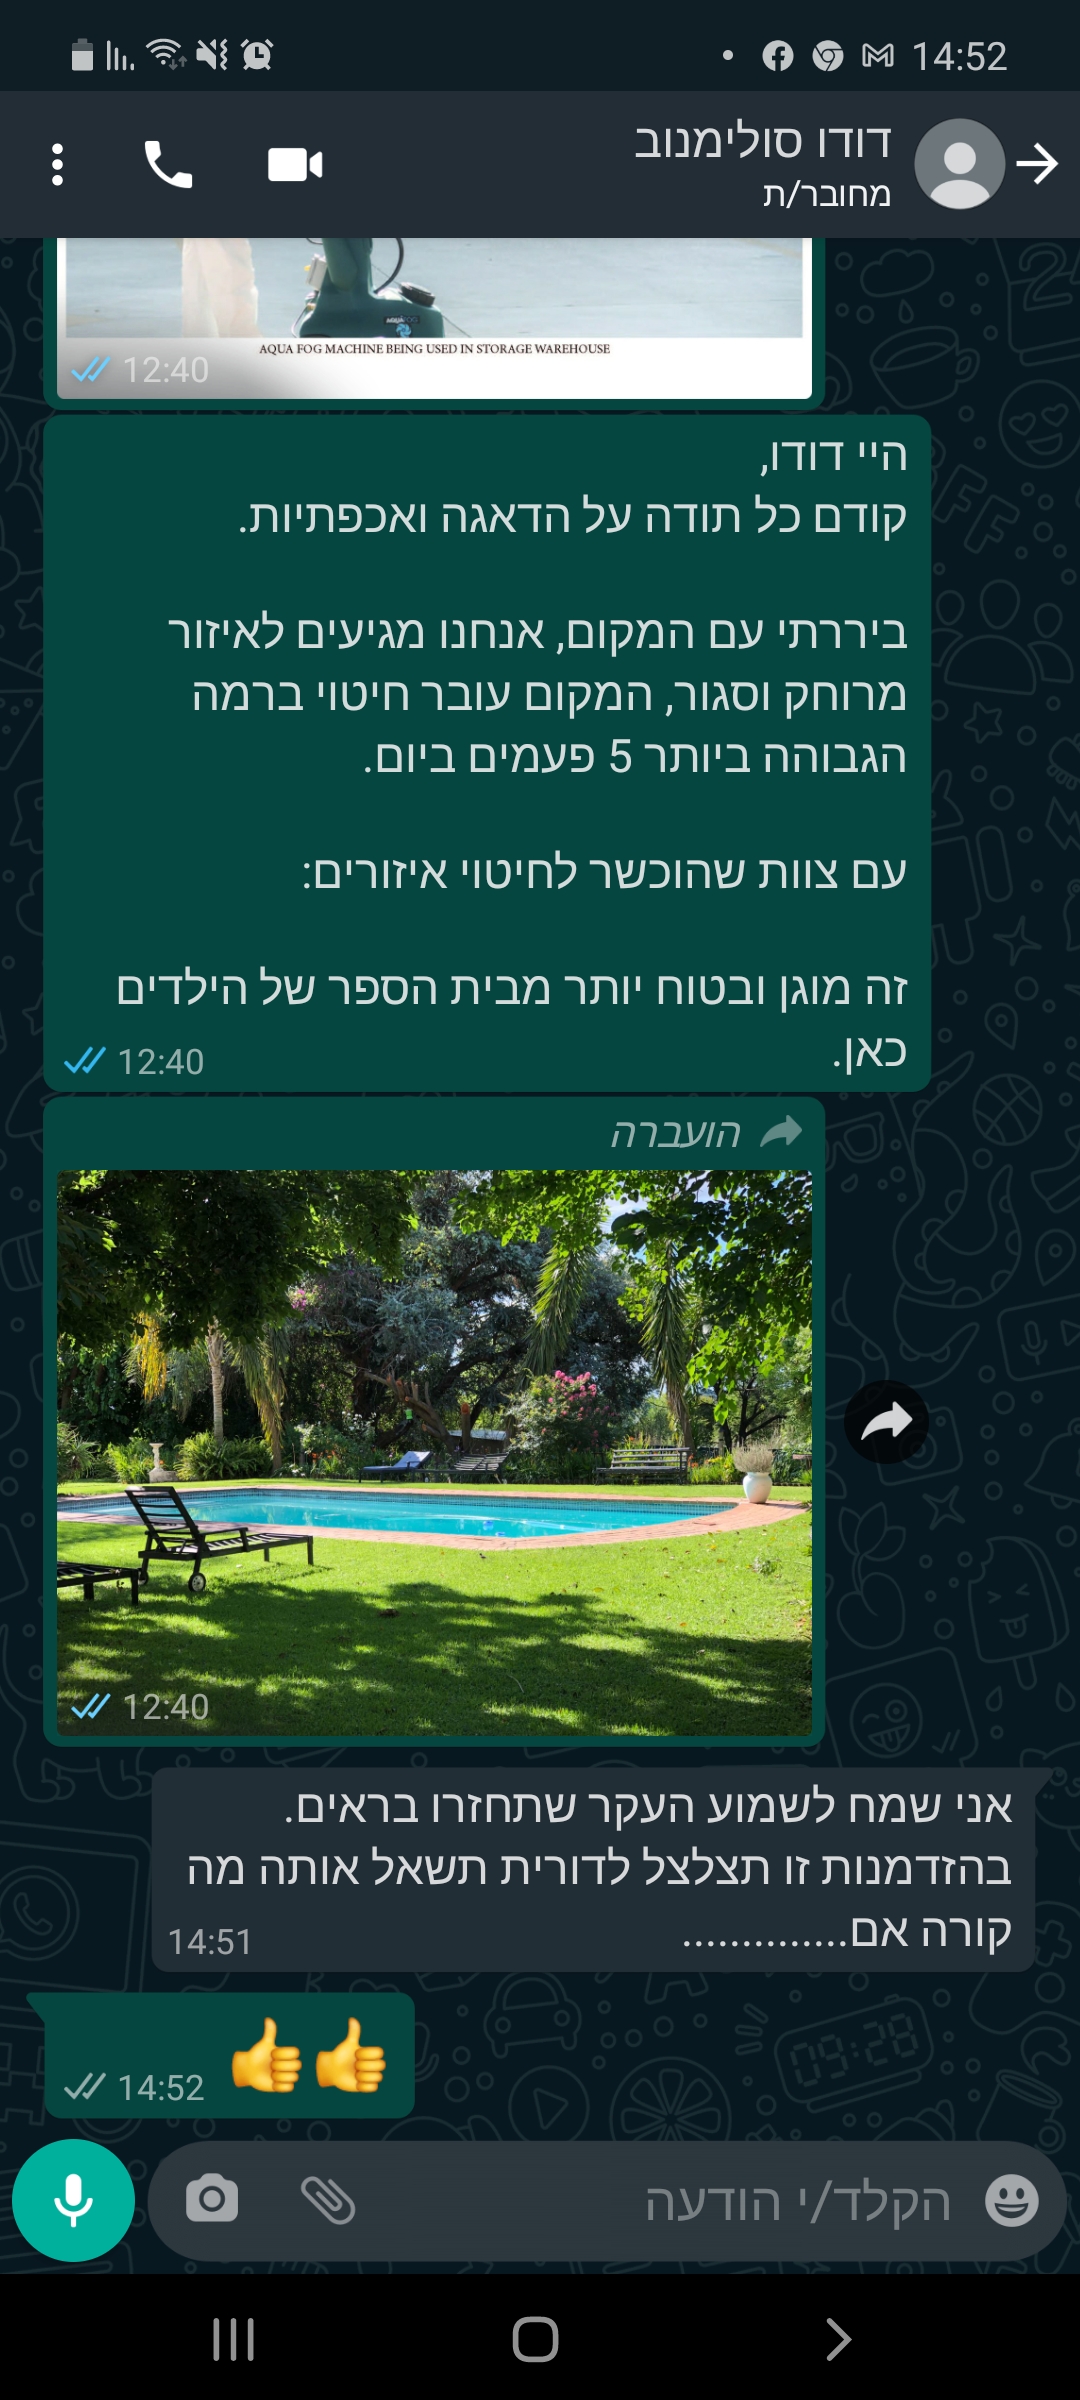 14:52
דודו סולימנוב
מחובר/ת
AQUA FOG MACHINE BEING USED IN STORAGE WAREHOUSE
12:40
היי דודו,
קודם כל תודה על הדאגה ואכפתיות.
ביררתי עם המקום, אנחנו מגיעים לאיזור
מרוחק וסגור, המקום עובר חיטוי ברמה
הגבוהה ביותר 5 פעמים ביום.
עם צוות שהוכשר לחיטוי איזורים:
זה מוגן ובטוח יותר מבית הספר של הילדים
כאן.
12:40
הועברה
12:40
אני שמח לשמוע העקר שתחזרו בראים.
בהזדמנות זו תצלצל לדורית תשאל אותה מה
קורה אם..............
14:51
👍👍
14:52
הקלד/י הודעה